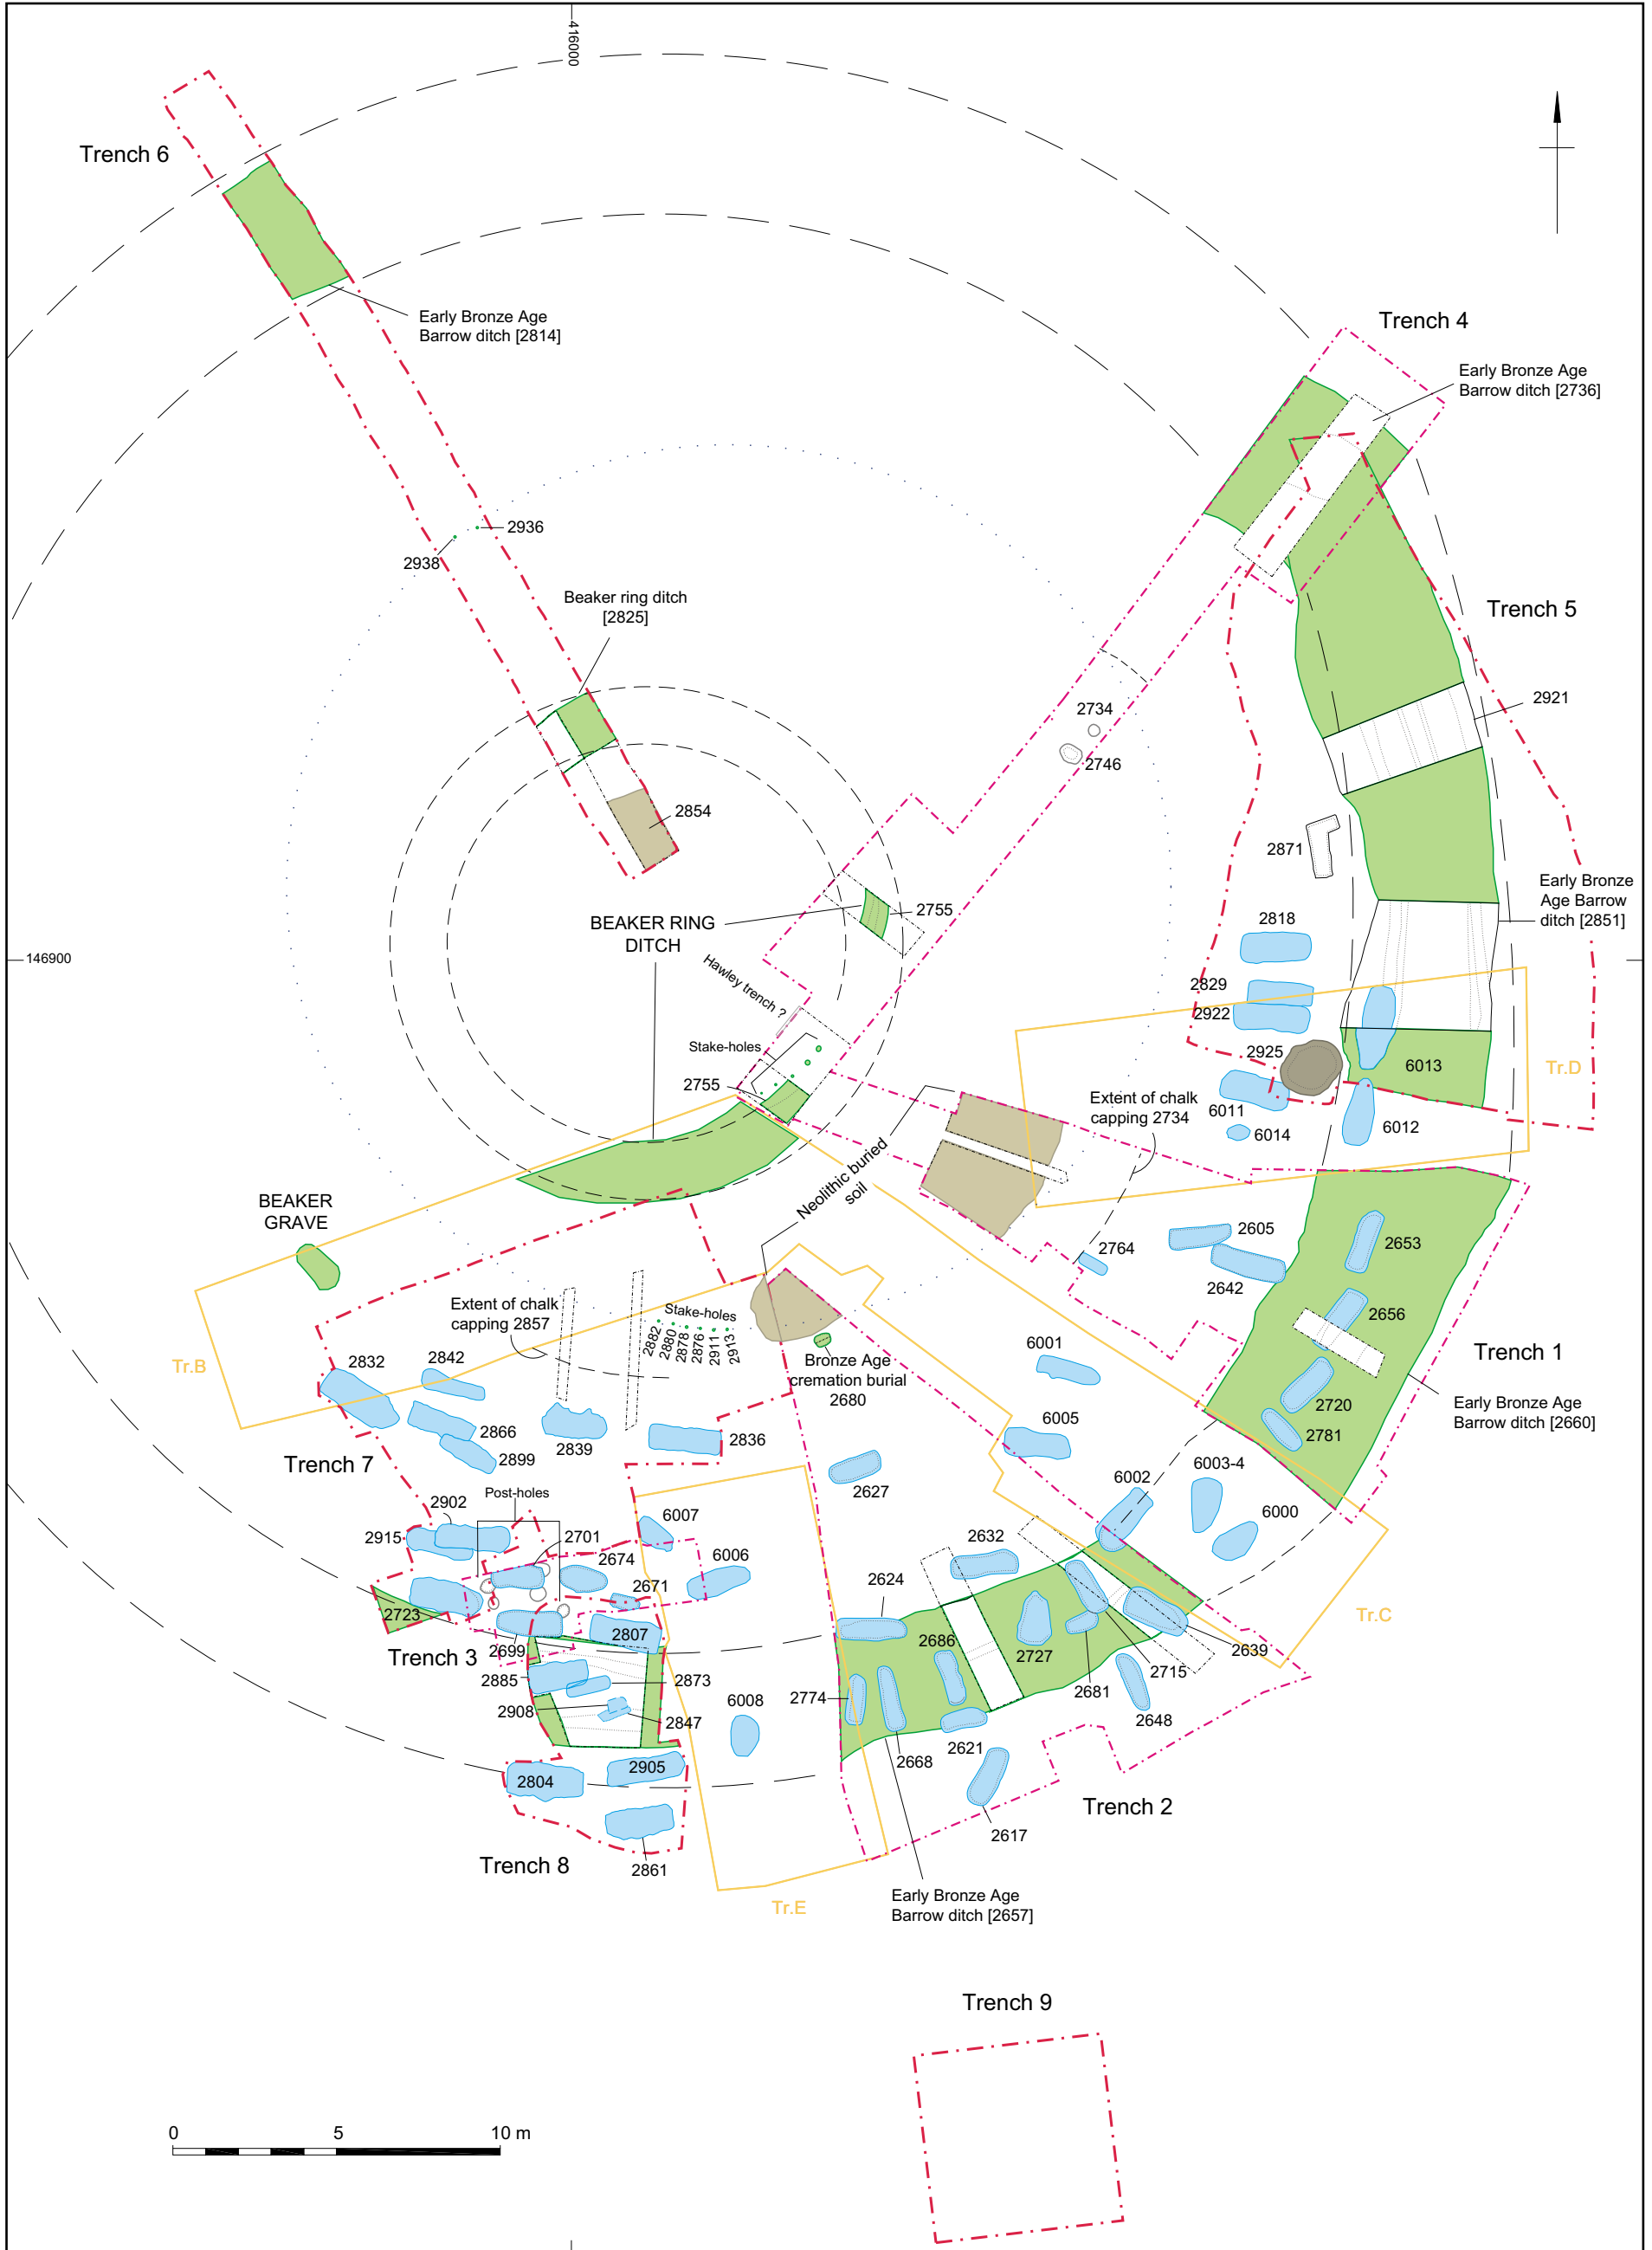 416000
Trench 6
Early Bronze Age
Barrow ditch [2814]
Trench 4
Early Bronze Age
Barrow ditch [2736]
2936
2938
Beaker ring ditch
[2825]
Trench 5
2921
2734
2746
2854
2871
Early Bronze
Age Barrow
ditch [2851]
BEAKER RING
DITCH
2755
2818
146900
Hawley trench ?
2829
2922
Stake-holes
2925
6013
Tr.D
2755
Extent of chalk
capping 2734
6011
6014
6012
Neolithic buried
soil
BEAKER
GRAVE
2605
2653
2764
2642
2656
Extent of chalk
capping 2857
Stake-holes
2882
2880
2878
2876
2911
2913
Tr.B
2832
2842
Bronze Age
cremation burial
2680
6001
Trench 1
2720
Early Bronze Age
Barrow ditch [2660]
2866
2839
2836
6005
2781
2899
Trench 7
2627
6003-4
6002
2902
Post-holes
6007
6000
2915
2701
2674
2632
6006
2671
2624
2723
2807
2686
2727
Tr.C
2699
Trench 3
2639
2885
2873
2715
2681
2774
2908
2847
6008
2648
2621
2668
2804
2905
Trench 2
2617
Trench 8
2861
Early Bronze Age
Barrow ditch [2657]
Tr.E
Trench 9
0 5 10 m